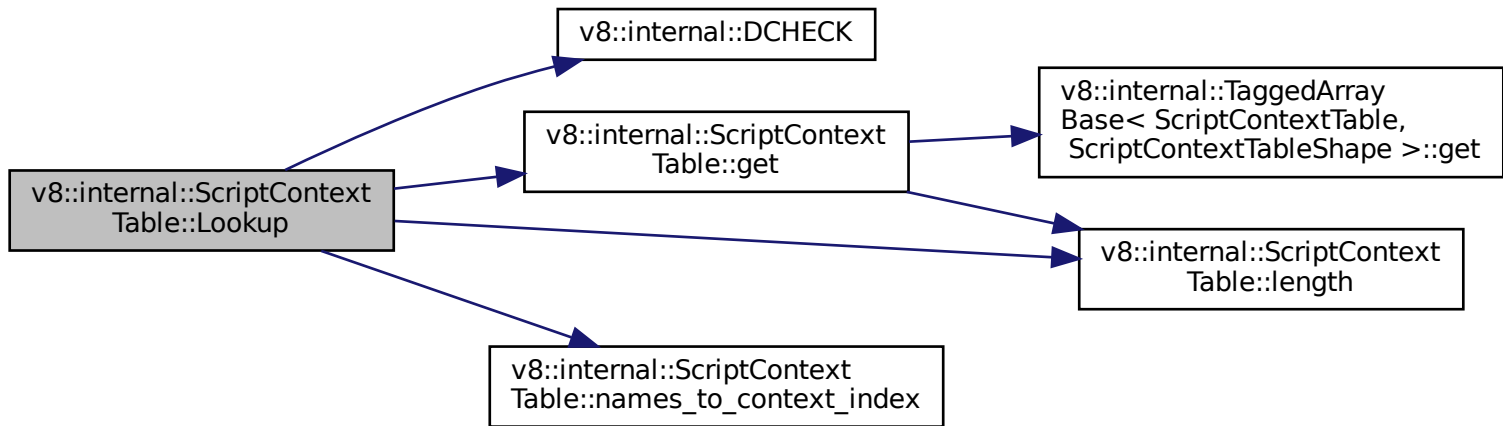 v8::internal::ScriptContext
Table::Lookup
v8::internal::DCHECK
v8::internal::ScriptContext
Table::get
v8::internal::TaggedArray
Base< ScriptContextTable,
ScriptContextTableShape >::get
v8::internal::ScriptContext
Table::length
v8::internal::ScriptContext
Table::names_to_context_index